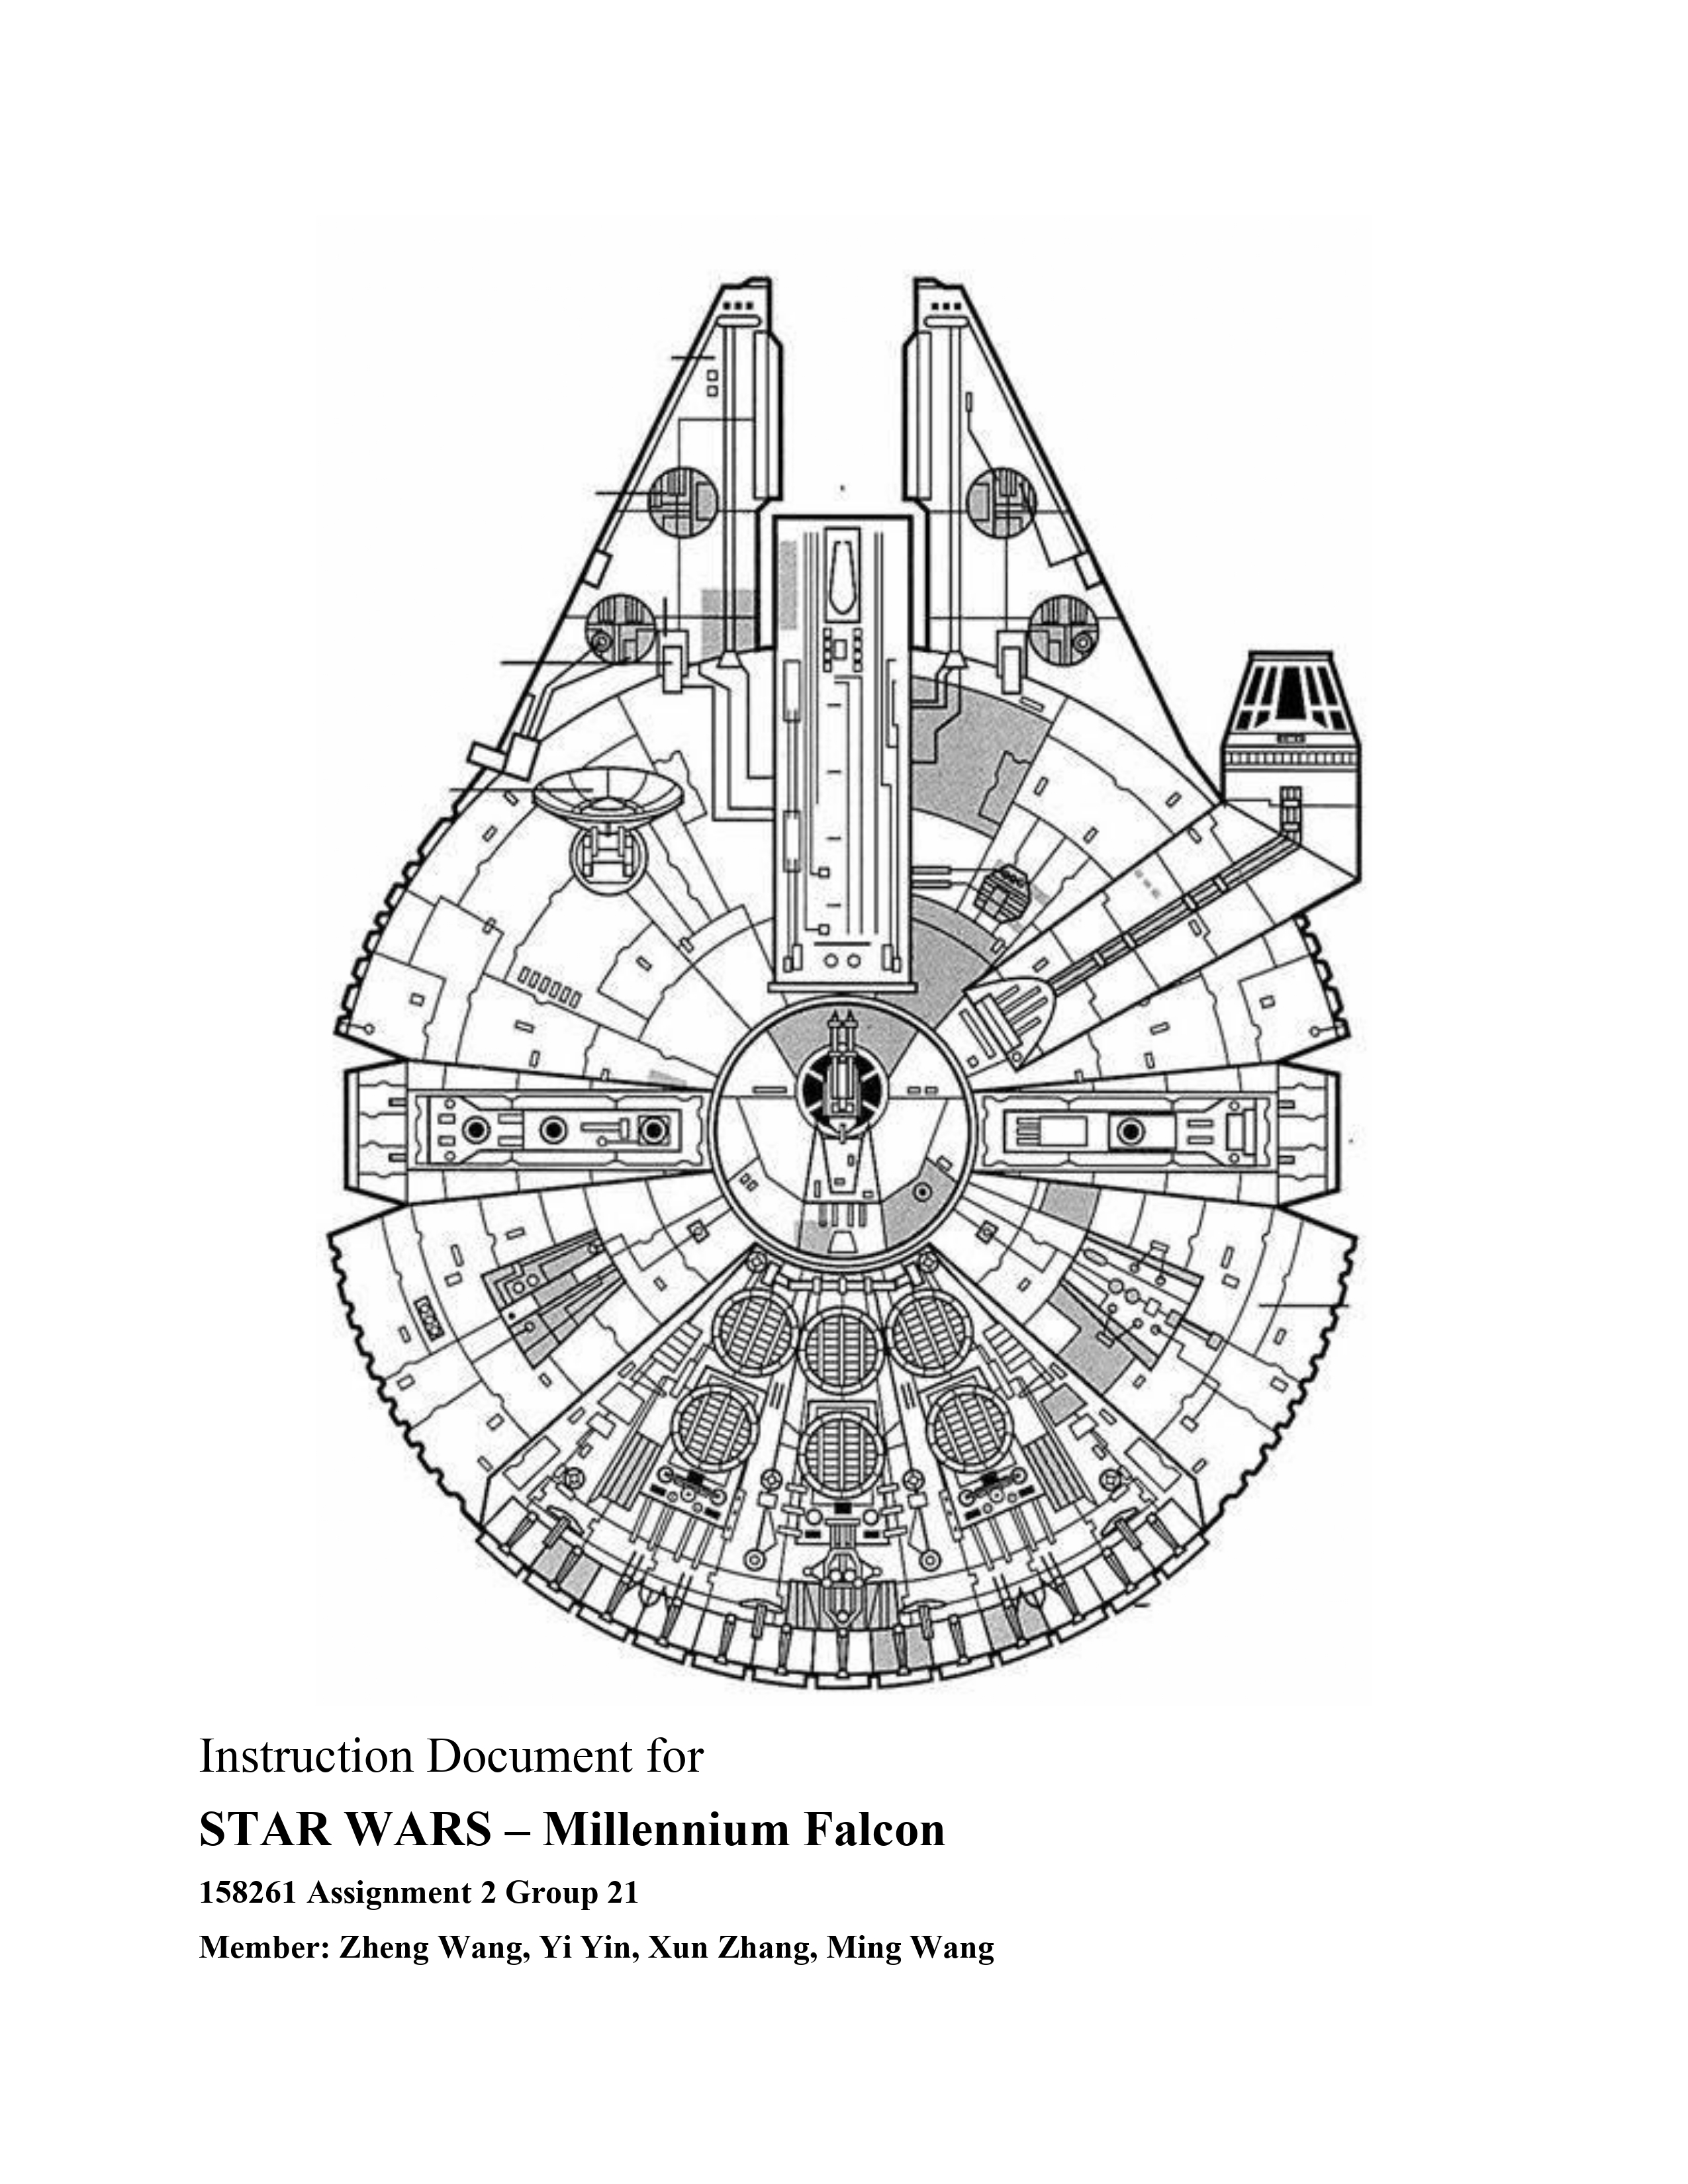 Instruction Document for
STAR WARS – Millennium Falcon
158261 Assignment 2 Group 21
Member: Zheng Wang, Yi Yin, Xun Zhang, Ming Wang